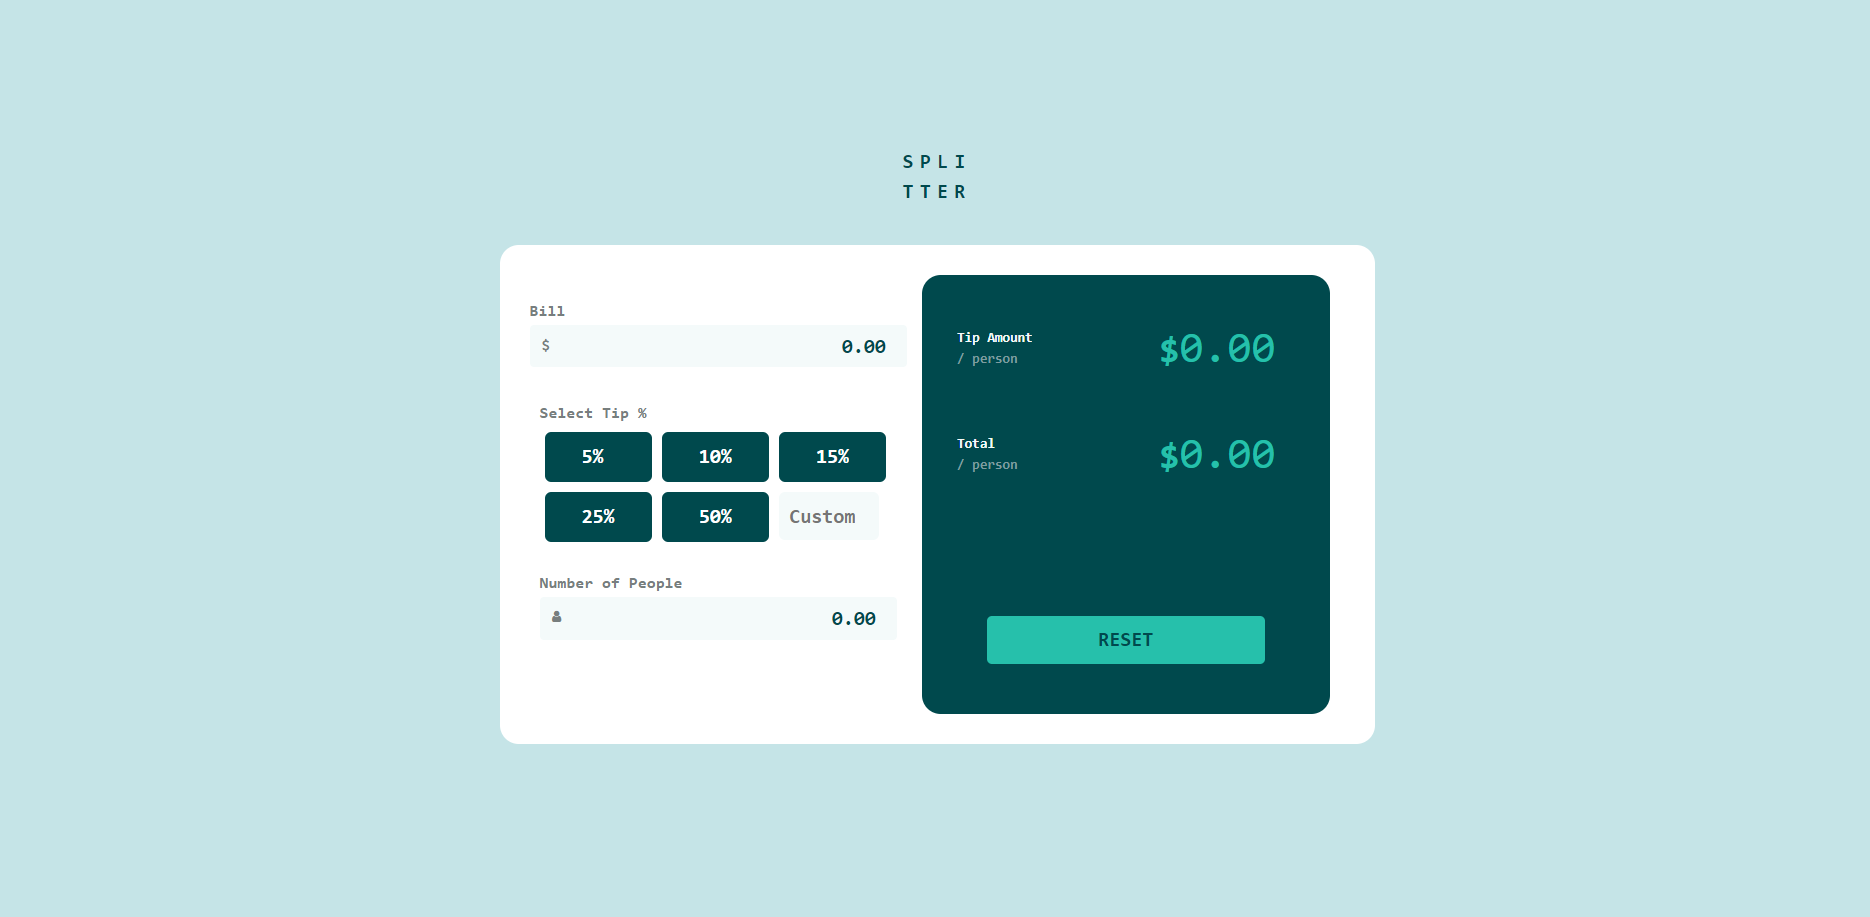 SPLI
TTER
Bill
$ 0.00
Select Tip %
5% 10% 15%
25% 50% Custom
Number of People
0.00
Tip Amount
/ person
$0.00
Total
/ person
$0.00
RESET